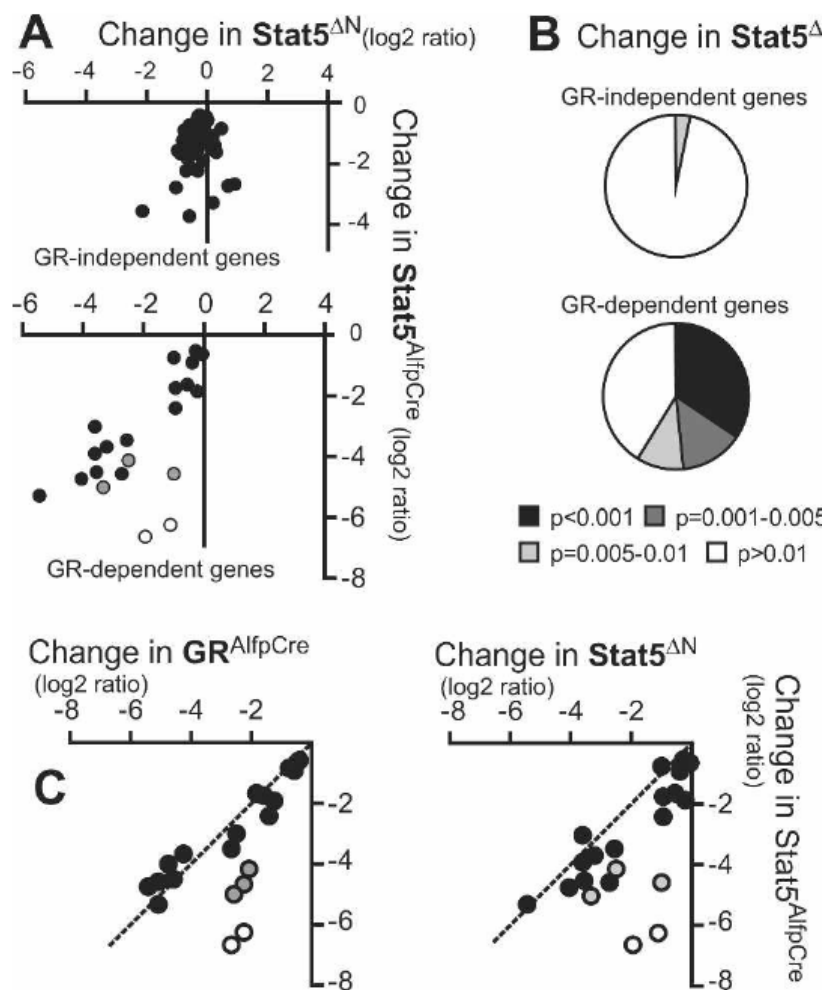 A Change in Stat5ΔN (log2 ratio)
-6 -4 -2 0 2 4
0
-2
-4
Change in Stat5AlfpCre (log2 ratio)
GR-independent genes
-6 -4 -2 0 2 4
0
-2
-4
-6
-8
GR-dependent genes
B Change in Stat5Δ
GR-independent genes
GR-dependent genes
p<0.001 p=0.001-0.005
p=0.005-0.01 p>0.01
C
Change in GRAlfpCre
(log2 ratio)
-8 -6 -4 -2
-2
-4
-6
-8
Change in Stat5ΔN
(log2 ratio)
-8 -6 -4 -2
-2
-4
-6
-8
Change in Stat5AlfpCre
(log2 ratio)